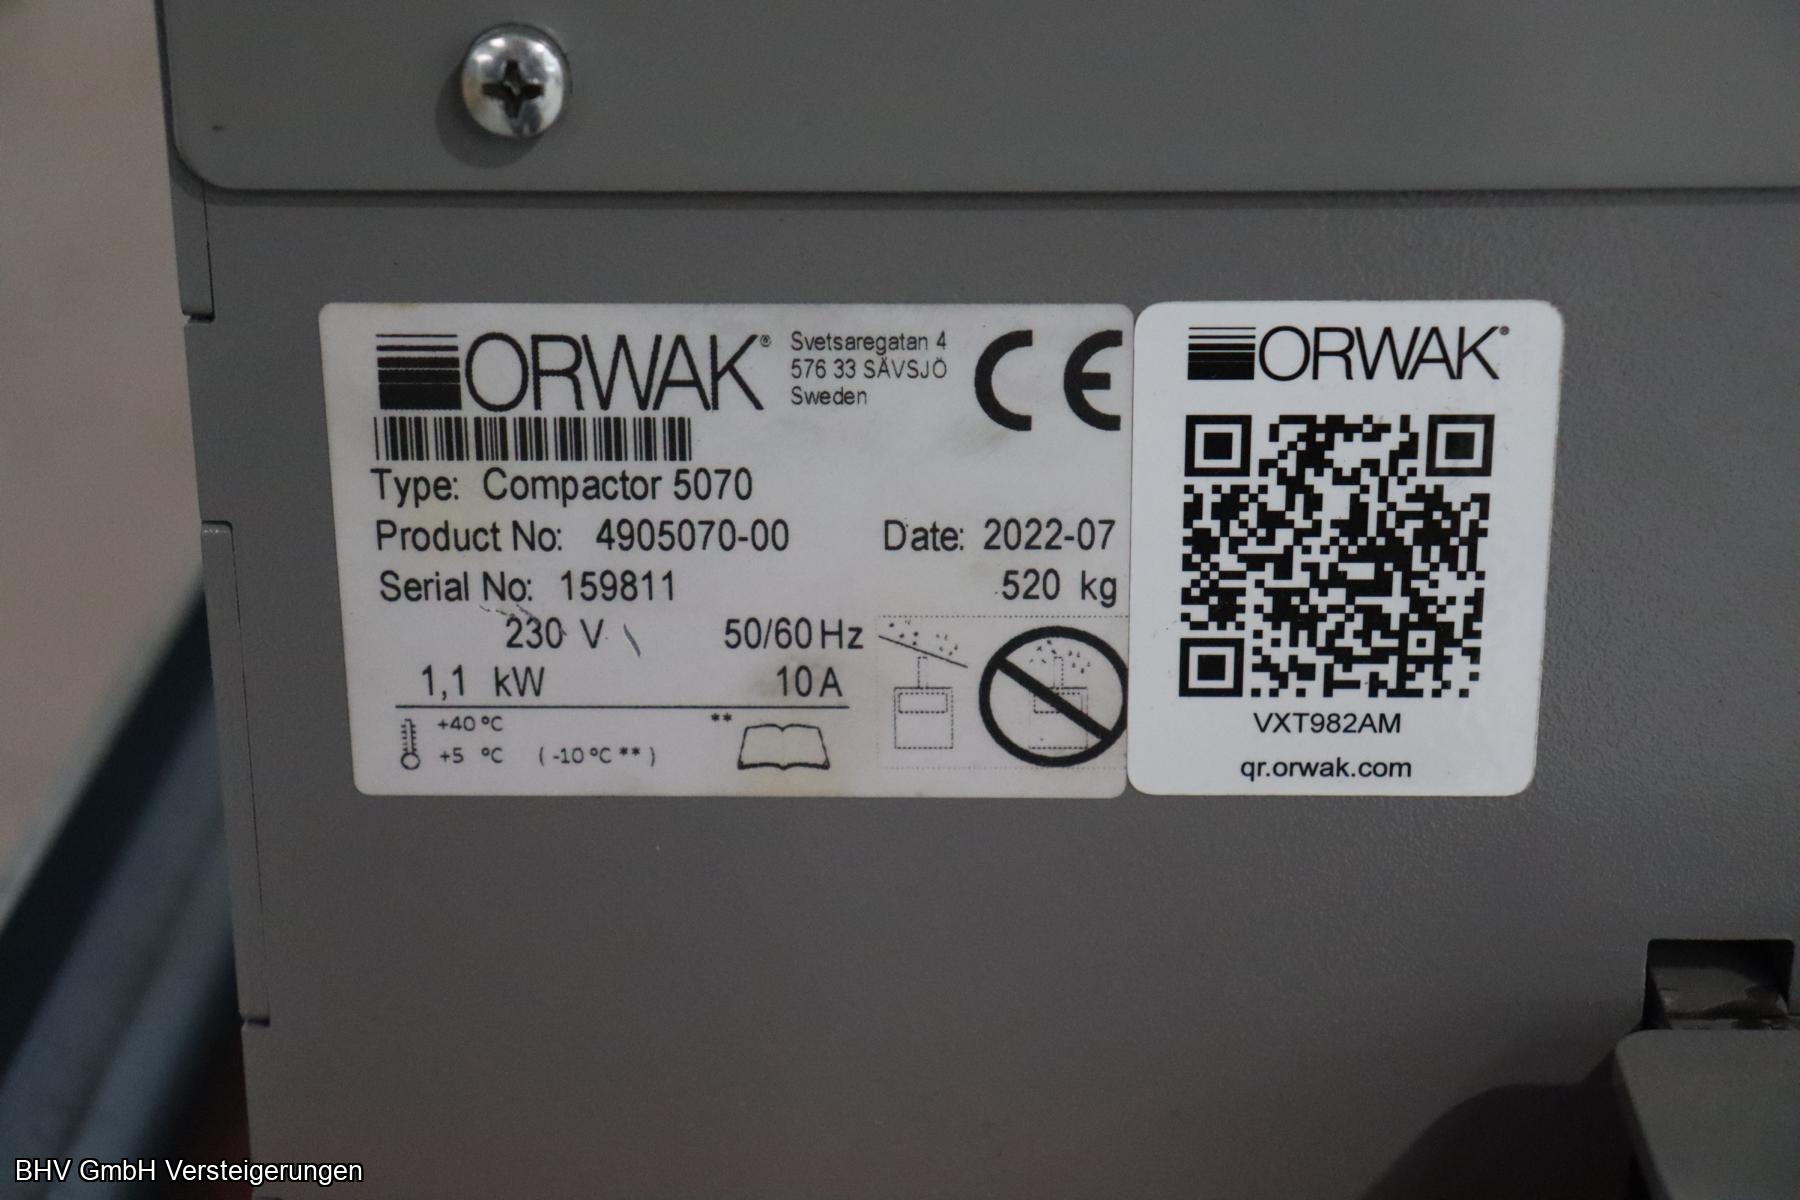 ORWAK®
Svetsaregatan 4
576 33 SÄVSJÖ
Sweden
CE
Type: Compactor 5070
Product No: 4905070-00
Date: 2022-07
Serial No: 159811
520 kg
230 V
50/60 Hz
1,1 kW
10 A
+40 °C
+5 °C (-10 °C **)
**
ORWAK®
VXT982AM
qr.orwak.com
BHV GmbH Versteigerungen